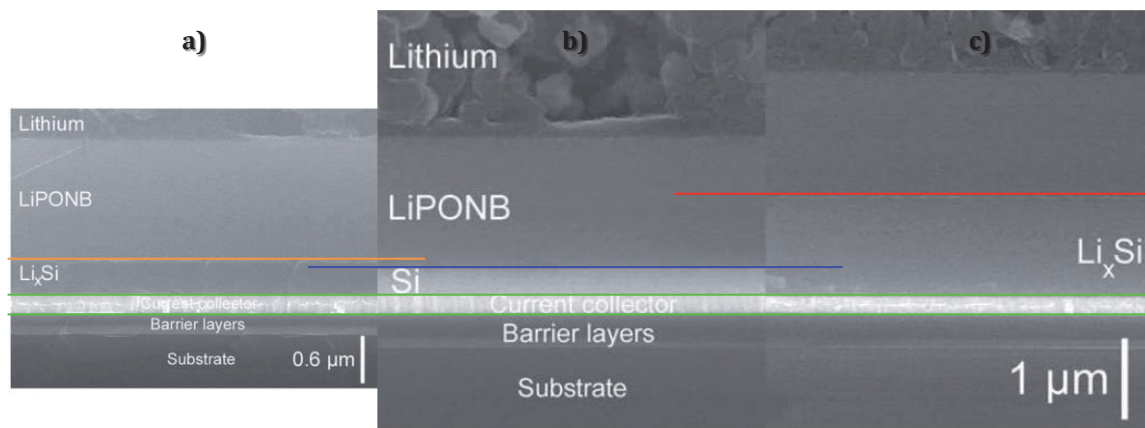 a)
Lithium
LiPONB
LixSi
Current collector
Barrier layers
Substrate
0.6 µm
b)
Lithium
LiPONB
Si
Current collector
Barrier layers
Substrate
c)
LixSi
1 µm